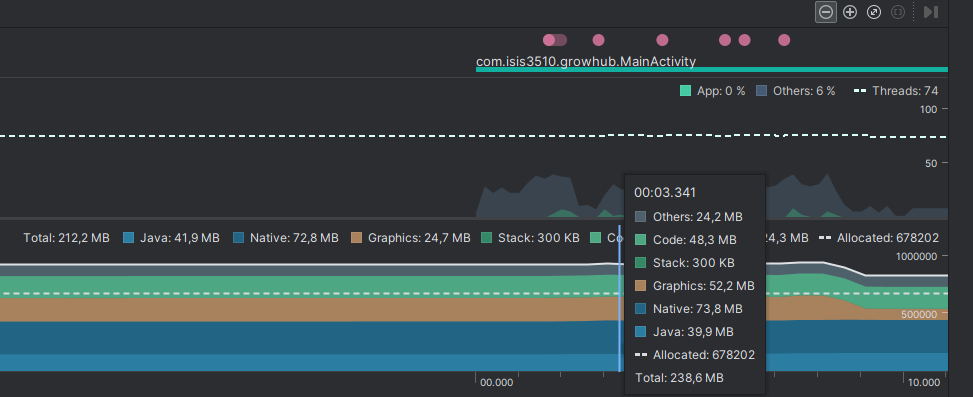 com.isis3510.growhub.MainActivity
App: 0 % Others: 6 % Threads: 74
100
50
00:03.341
Others: 24,2 MB
Code: 48,3 MB
Stack: 300 KB
Graphics: 52,2 MB
Native: 73,8 MB
Java: 39,9 MB
Allocated: 678202
Total: 238,6 MB
Total: 212,2 MB Java: 41,9 MB Native: 72,8 MB Graphics: 24,7 MB Stack: 300 KB Co 24,3 MB Allocated: 678202
1000000
500000
00.000 10.000